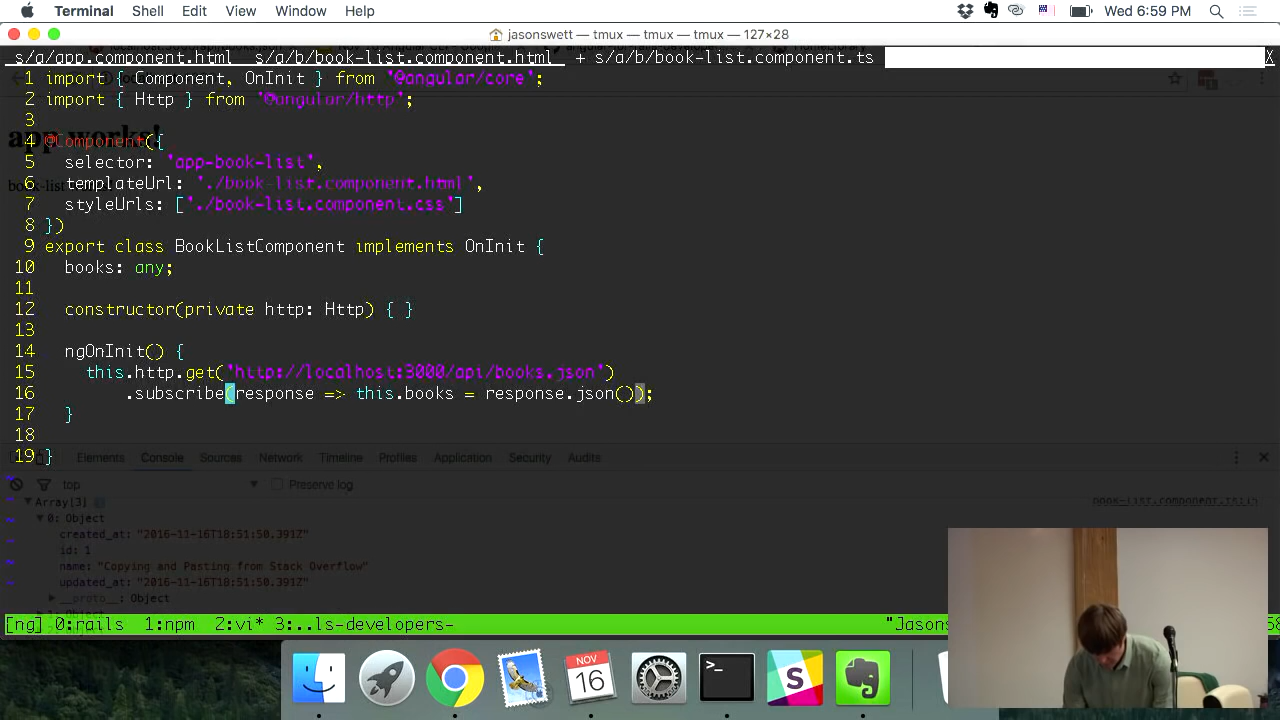 Terminal Shell Edit View Window Help Wed 6:59 PM
jasonswett — tmux — tmux — tmux — 127×28
s/a/app.component.html s/a/b/book-list.component.html + s/a/b/book-list.component.ts X
1 import { Component, OnInit } from '@angular/core';
2 import { Http } from '@angular/http';
3
4 @Component({
5 selector: 'app-book-list',
6 templateUrl: './book-list.component.html',
7 styleUrls: ['./book-list.component.css']
8 })
9 export class BookListComponent implements OnInit {
10 books: any;
11
12 constructor(private http: Http) { }
13
14 ngOnInit() {
15 this.http.get('http://localhost:3000/api/books.json')
16 .subscribe(response => this.books = response.json());
17 }
18
19 }
app works!
book-list
Elements Console Sources Network Timeline Profiles Application Security Audits
top Preserve log
Array[3]
0: Object
created_at: "2016-11-16T18:51:50.391Z"
id: 1
name: "Copying and Pasting from Stack Overflow"
updated_at: "2016-11-16T18:51:50.391Z"
__proto__: Object
[ng] 0:rails 1:npm 2:vi* 3:..ls-developers- "Jasons
NOV
16